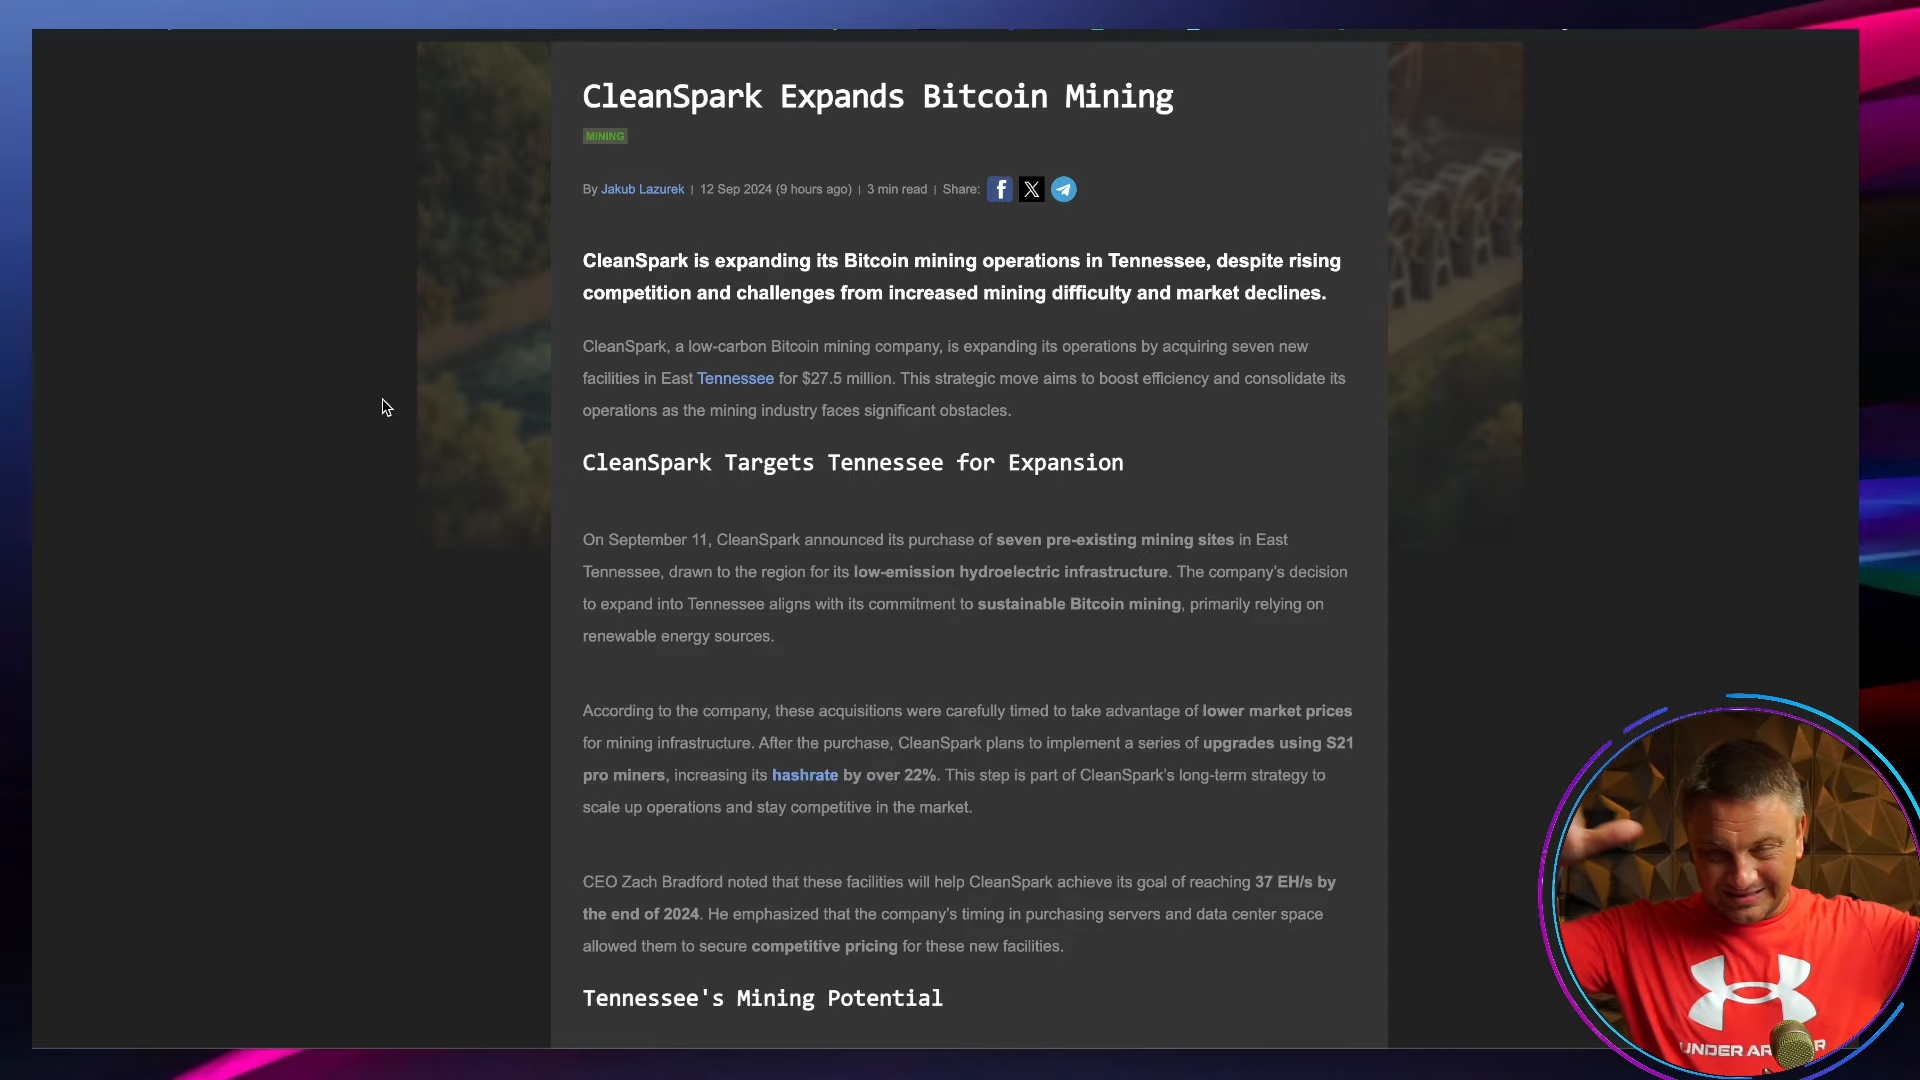 CleanSpark Expands Bitcoin Mining
MINING
By Jakub Lazurek | 12 Sep 2024 (9 hours ago) | 3 min read | Share:
CleanSpark is expanding its Bitcoin mining operations in Tennessee, despite rising
competition and challenges from increased mining difficulty and market declines.
CleanSpark, a low-carbon Bitcoin mining company, is expanding its operations by acquiring seven new
facilities in East Tennessee for $27.5 million. This strategic move aims to boost efficiency and consolidate its
operations as the mining industry faces significant obstacles.
CleanSpark Targets Tennessee for Expansion
On September 11, CleanSpark announced its purchase of seven pre-existing mining sites in East
Tennessee, drawn to the region for its low-emission hydroelectric infrastructure. The company's decision
to expand into Tennessee aligns with its commitment to sustainable Bitcoin mining, primarily relying on
renewable energy sources.
According to the company, these acquisitions were carefully timed to take advantage of lower market prices
for mining infrastructure. After the purchase, CleanSpark plans to implement a series of upgrades using S21
pro miners, increasing its hashrate by over 22%. This step is part of CleanSpark's long-term strategy to
scale up operations and stay competitive in the market.
CEO Zach Bradford noted that these facilities will help CleanSpark achieve its goal of reaching 37 EH/s by
the end of 2024. He emphasized that the company's timing in purchasing servers and data center space
allowed them to secure competitive pricing for these new facilities.
Tennessee's Mining Potential
UNDER